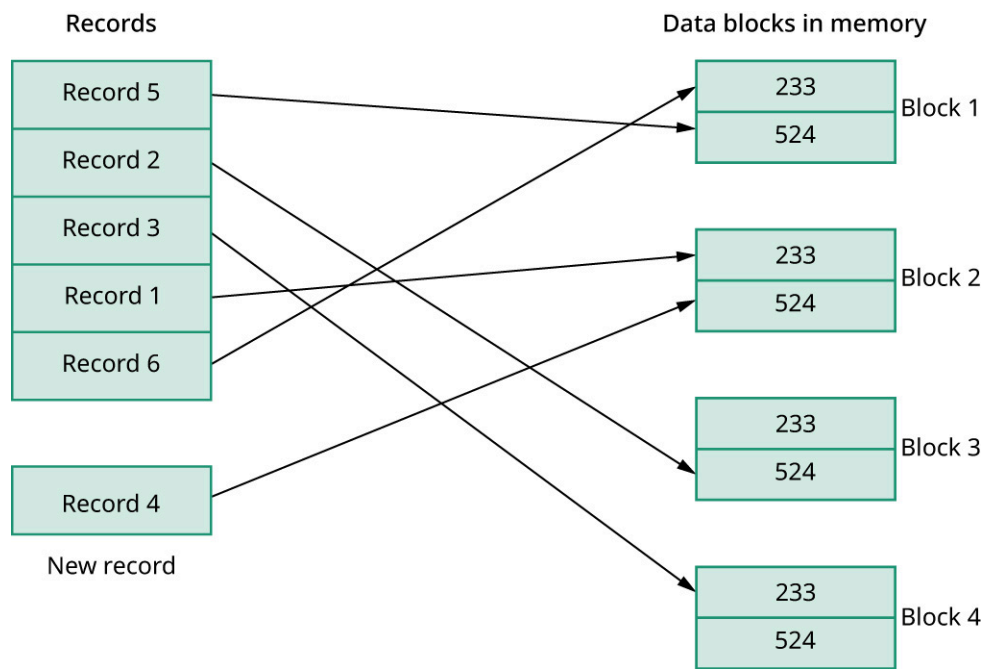 Records
Record 5
Record 2
Record 3
Record 1
Record 6
Record 4
New record
Data blocks in memory
233
524
Block 1
233
524
Block 2
233
524
Block 3
233
524
Block 4